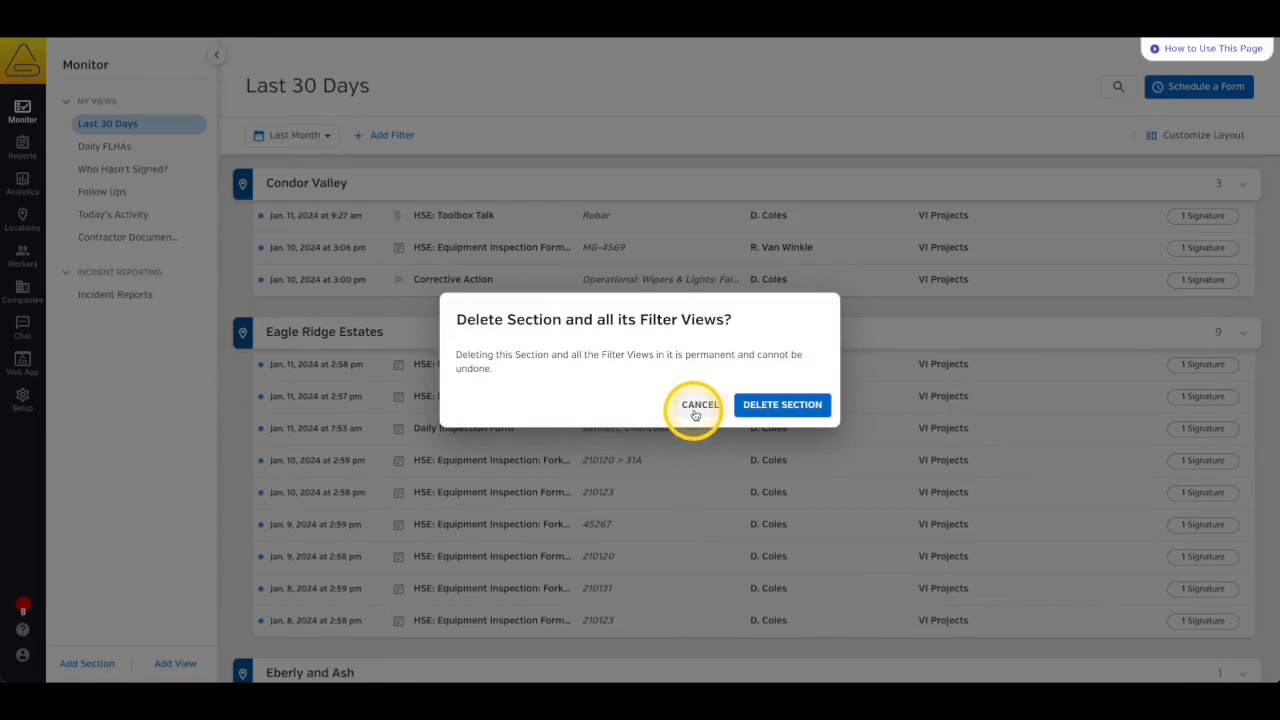 How to Use This Page
Monitor
MY VIEWS
Last 30 Days
Daily FLHAs
Who Hasn't Signed?
Follow Ups
Today's Activity
Contractor Documen...
INCIDENT REPORTING
Incident Reports
Add Section
Add View
Monitor
Reports
Analytics
Locations
Workers
Companies
Chat
Web App
Setup
8
Last 30 Days
Schedule a Form
Last Month
Add Filter
Customize Layout
Condor Valley 3
Jan. 11, 2024 at 9:27 am HSE: Toolbox Talk Rebar D. Coles VI Projects 1 Signature
Jan. 10, 2024 at 3:06 pm HSE: Equipment Inspection Form... MG-4569 R. Van Winkle VI Projects 1 Signature
Jan. 10, 2024 at 3:00 pm Corrective Action Operational: Wipers & Lights: Fai... D. Coles VI Projects 1 Signature
Eagle Ridge Estates 9
Jan. 11, 2024 at 2:58 pm HSE: VI Projects 1 Signature
Jan. 11, 2024 at 2:57 pm HSE: VI Projects 1 Signature
Jan. 11, 2024 at 7:53 am Daily Inspection Form D. Coles VI Projects 1 Signature
Jan. 10, 2024 at 2:59 pm HSE: Equipment Inspection: Fork... 210120 > 31A D. Coles VI Projects 1 Signature
Jan. 10, 2024 at 2:58 pm HSE: Equipment Inspection Form... 210123 D. Coles VI Projects 1 Signature
Jan. 9, 2024 at 2:59 pm HSE: Equipment Inspection: Fork... 45267 D. Coles VI Projects 1 Signature
Jan. 9, 2024 at 2:58 pm HSE: Equipment Inspection Form... 210120 D. Coles VI Projects 1 Signature
Jan. 8, 2024 at 2:59 pm HSE: Equipment Inspection: Fork... 210131 D. Coles VI Projects 1 Signature
Jan. 8, 2024 at 2:58 pm HSE: Equipment Inspection Form... 210123 D. Coles VI Projects 1 Signature
Eberly and Ash 1
Delete Section and all its Filter Views?
Deleting this Section and all the Filter Views in it is permanent and cannot be
undone.
CANCEL
DELETE SECTION